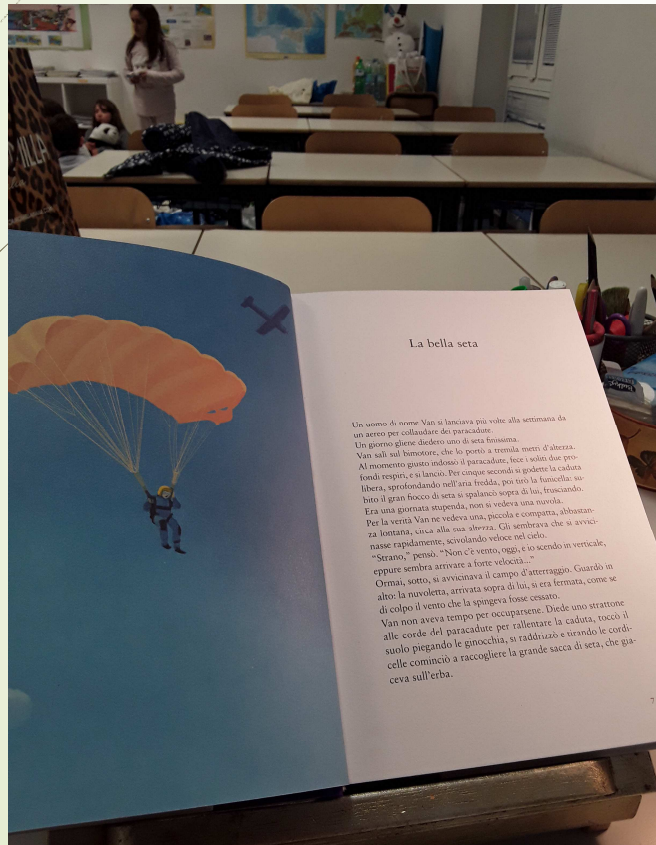 La bella seta
Un uomo di nome Van si lanciava più volte alla settimana da
un aereo per collaudare dei paracadute.
Un giorno gliene diedero uno di seta finissima.
Van salì sul bimotore, che lo portò a tremila metri d'altezza.
Al momento giusto indossò il paracadute, fece i soliti due pro-
fondi respiri, e si lanciò. Per cinque secondi si godette la caduta
libera, sprofondando nell'aria fredda, poi tirò la funicella: su-
bito il gran fiocco di seta si spalancò sopra di lui, frusciando.
Era una giornata stupenda, non si vedeva una nuvola.
Per la verità Van ne vedeva una, piccola e compatta, abbastan-
za lontana, circa alla sua altezza. Gli sembrava che si avvici-
nasse rapidamente, scivolando veloce nel cielo.
“Strano,” pensò. “Non c'è vento, oggi, e io scendo in verticale,
eppure sembra arrivare a forte velocità...”
Ormai, sotto, si avvicinava il campo d'atterraggio. Guardò in
alto: la nuvoletta, arrivata sopra di lui, si era fermata, come se
di colpo il vento che la spingeva fosse cessato.
Van non aveva tempo per occuparsene. Diede uno strattone
alle corde del paracadute per rallentare la caduta, toccò il
suolo piegando le ginocchia, si raddrizzò e tirando le cordi-
celle cominciò a raccogliere la grande sacca di seta, che gia-
ceva sull'erba.
7